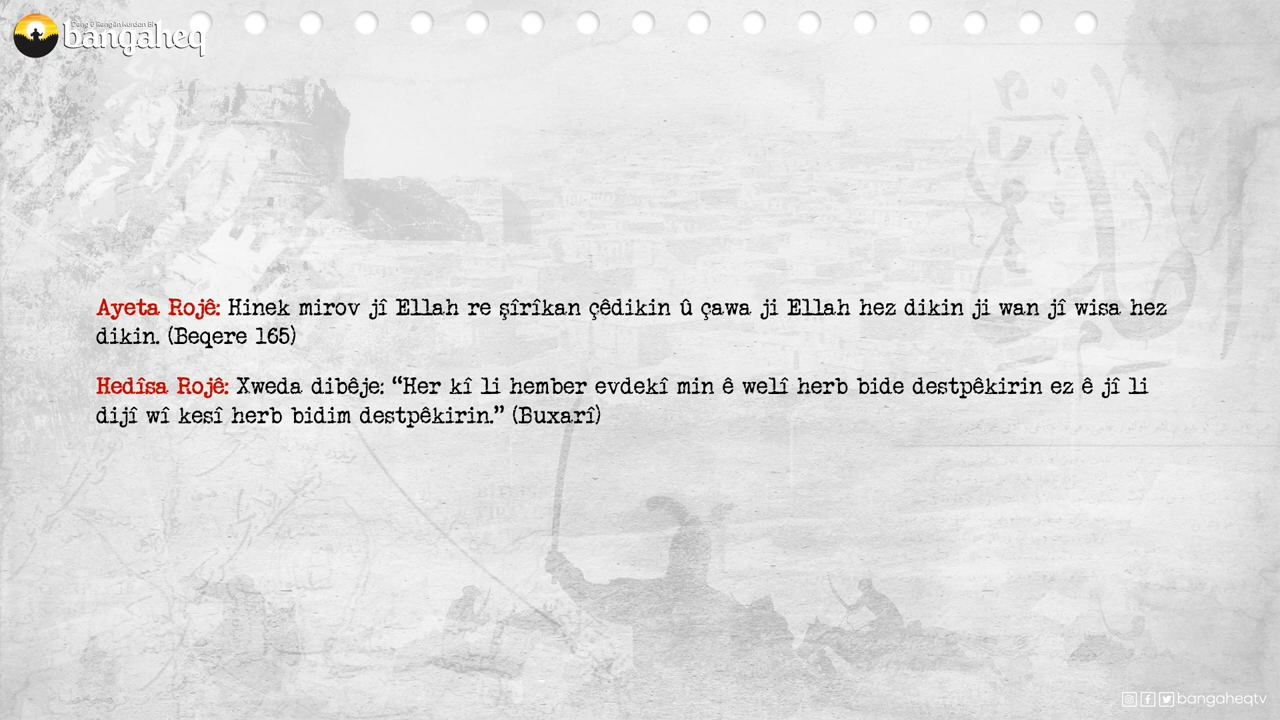 bangaheq
Ayeta Rojê: Hinek mirov jî Ellah re şîrîkan çêdikin û çawa ji Ellah hez dikin ji wan jî wisa hez
dikin. (Beqere 165)
Hedîsa Rojê: Xweda dibêje: “Her kî li hember evdekî min ê welî herb bide destpêkirin ez ê jî li
dijî wî kesî herb bidim destpêkirin.” (Buxarî)
bangaheqtv